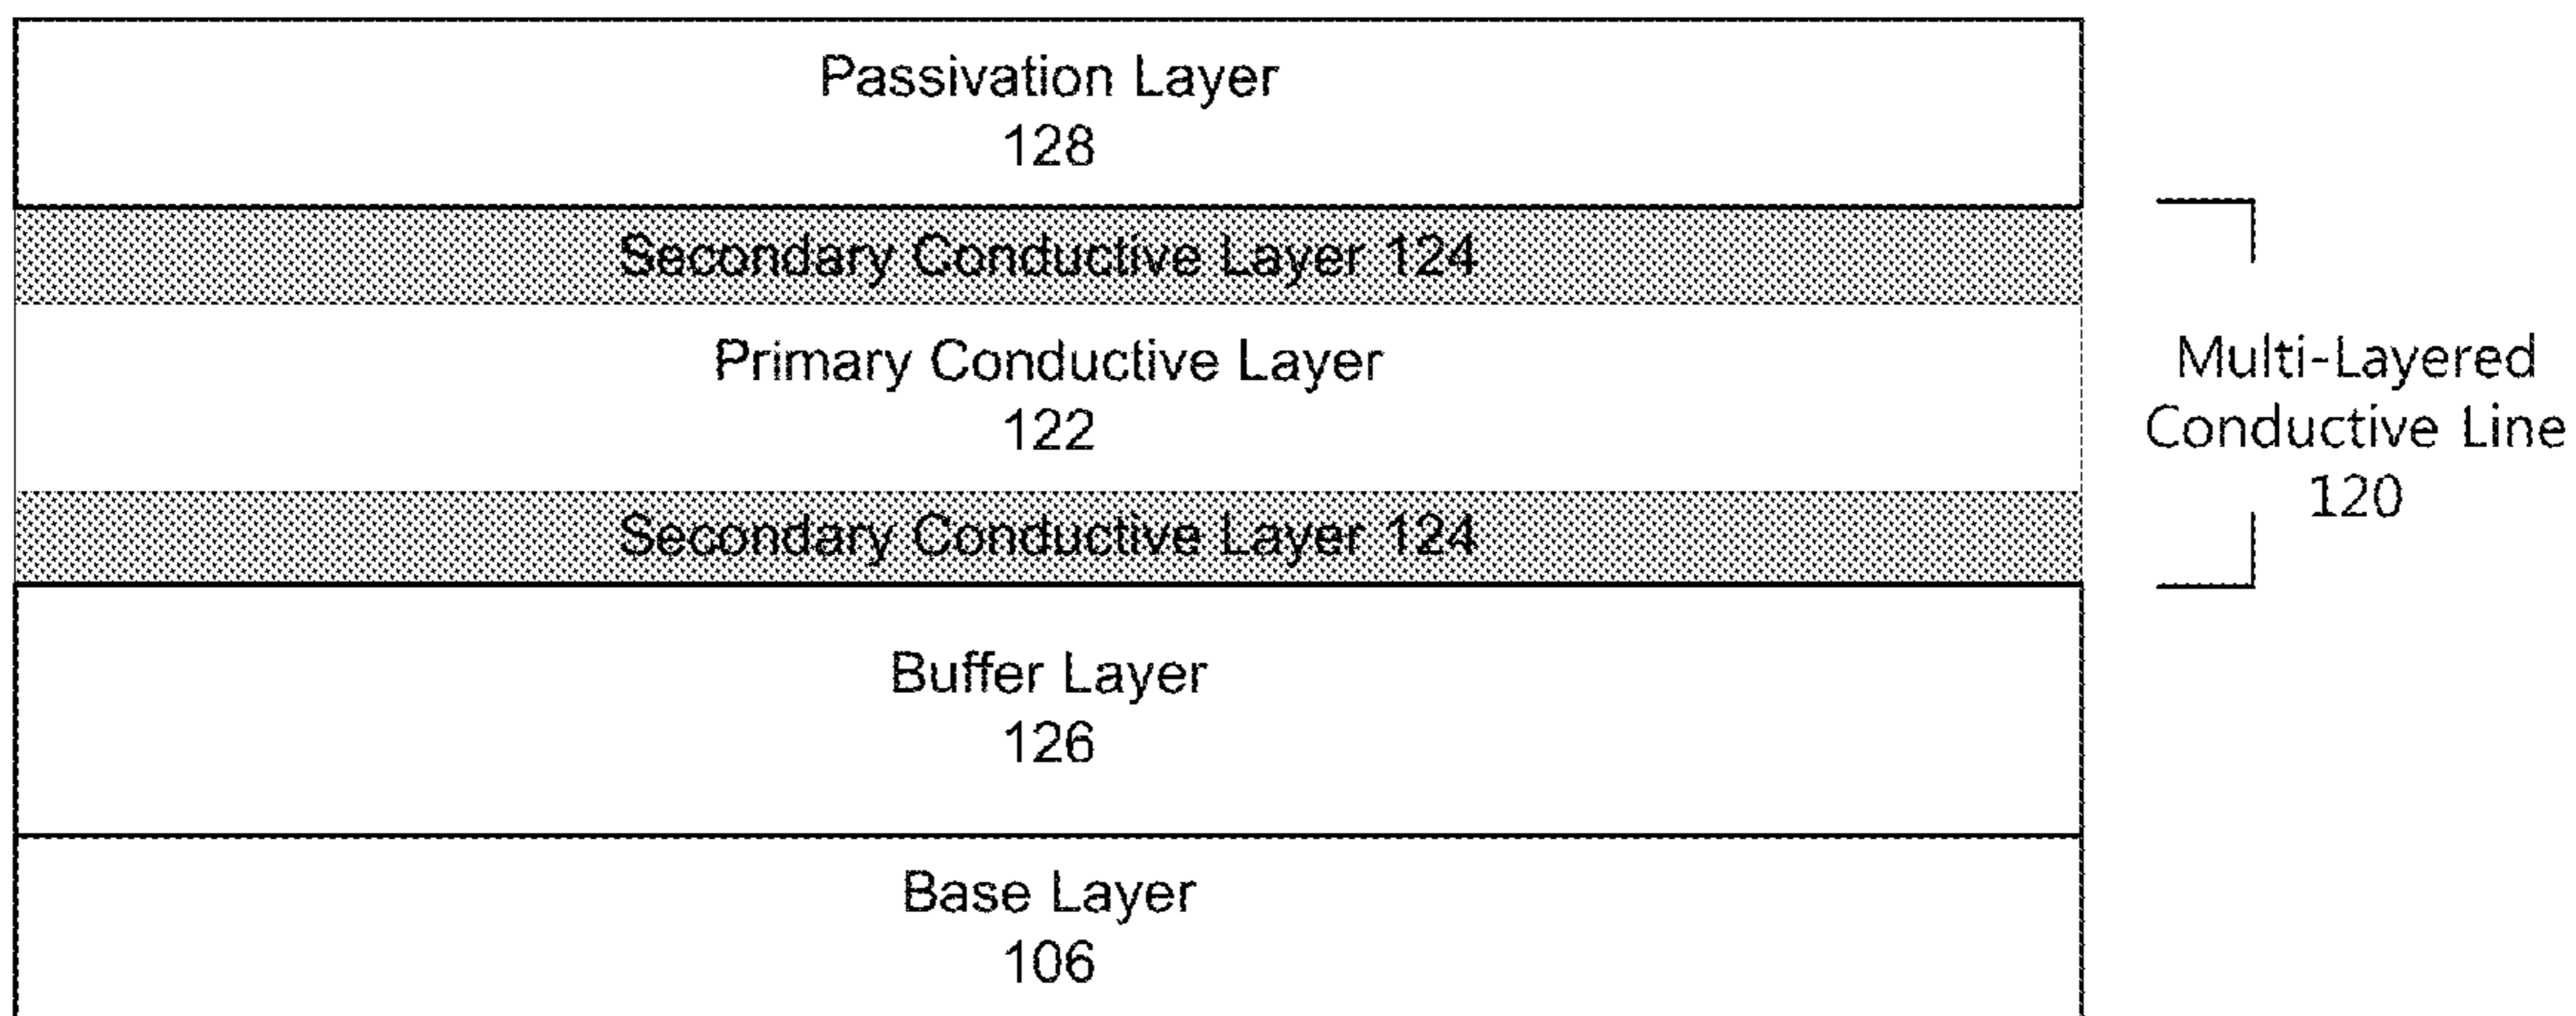 Passivation Layer
128
Secondary Conductive Layer 124
Primary Conductive Layer
122
Secondary Conductive Layer 124
Multi-Layered
Conductive Line
120
Buffer Layer
126
Base Layer
106